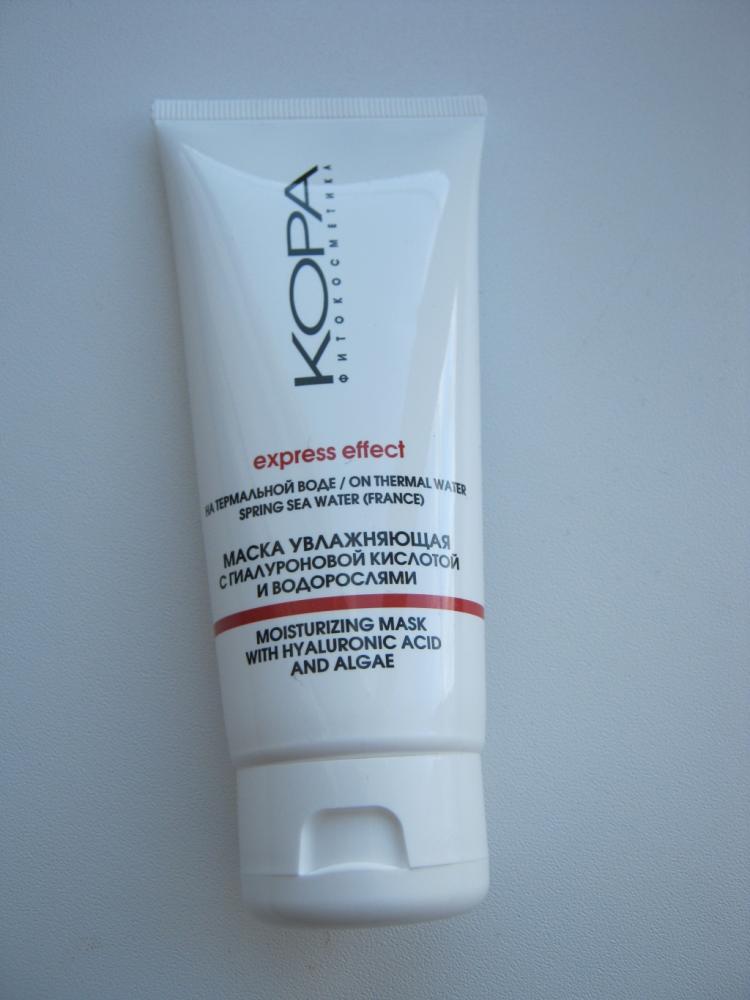 КОРА
ФИТОКОСМЕТИКА
express effect
НА ТЕРМАЛЬНОЙ ВОДЕ / ON THERMAL WATER
SPRING SEA WATER (FRANCE)
МАСКА УВЛАЖНЯЮЩАЯ
С ГИАЛУРОНОВОЙ КИСЛОТОЙ
И ВОДОРОСЛЯМИ
MOISTURIZING MASK
WITH HYALURONIC ACID
AND ALGAE